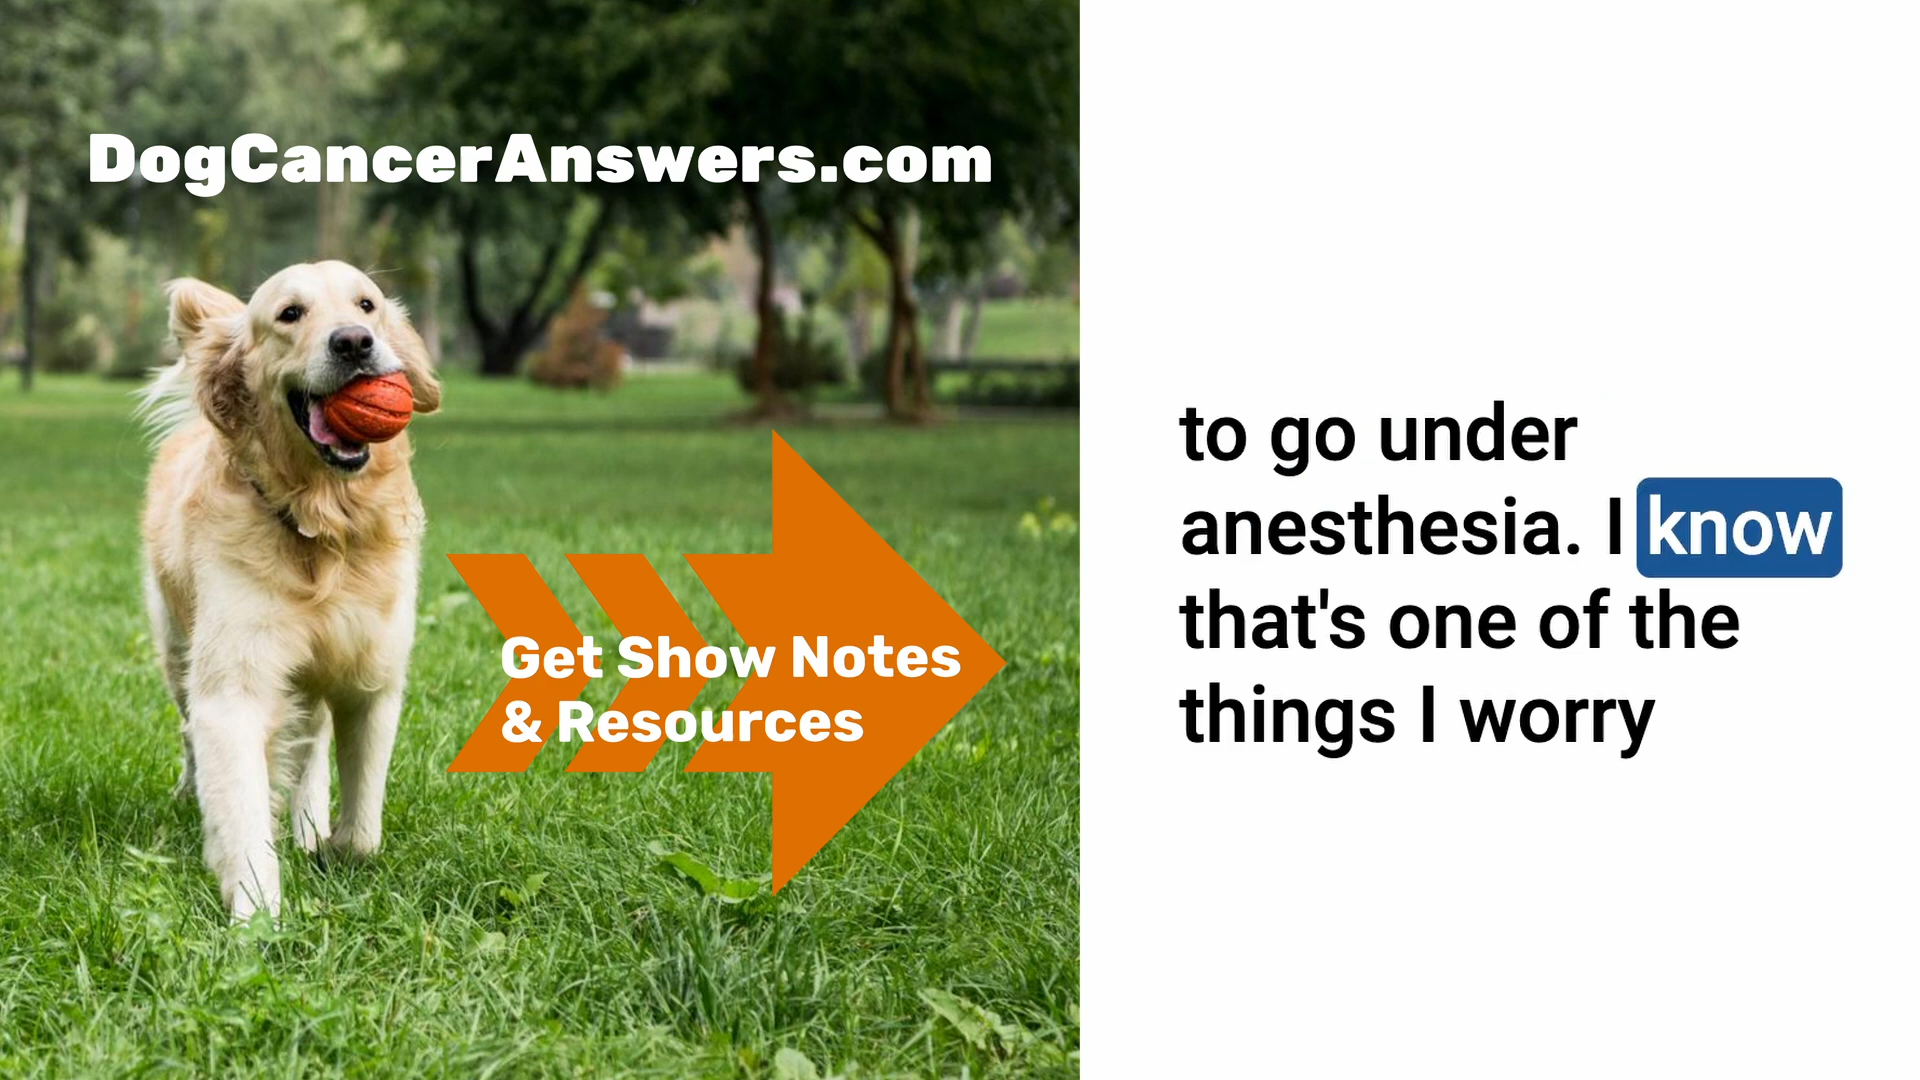 DogCancerAnswers.com
Get Show Notes
& Resources
to go under
anesthesia. I know
that's one of the
things I worry